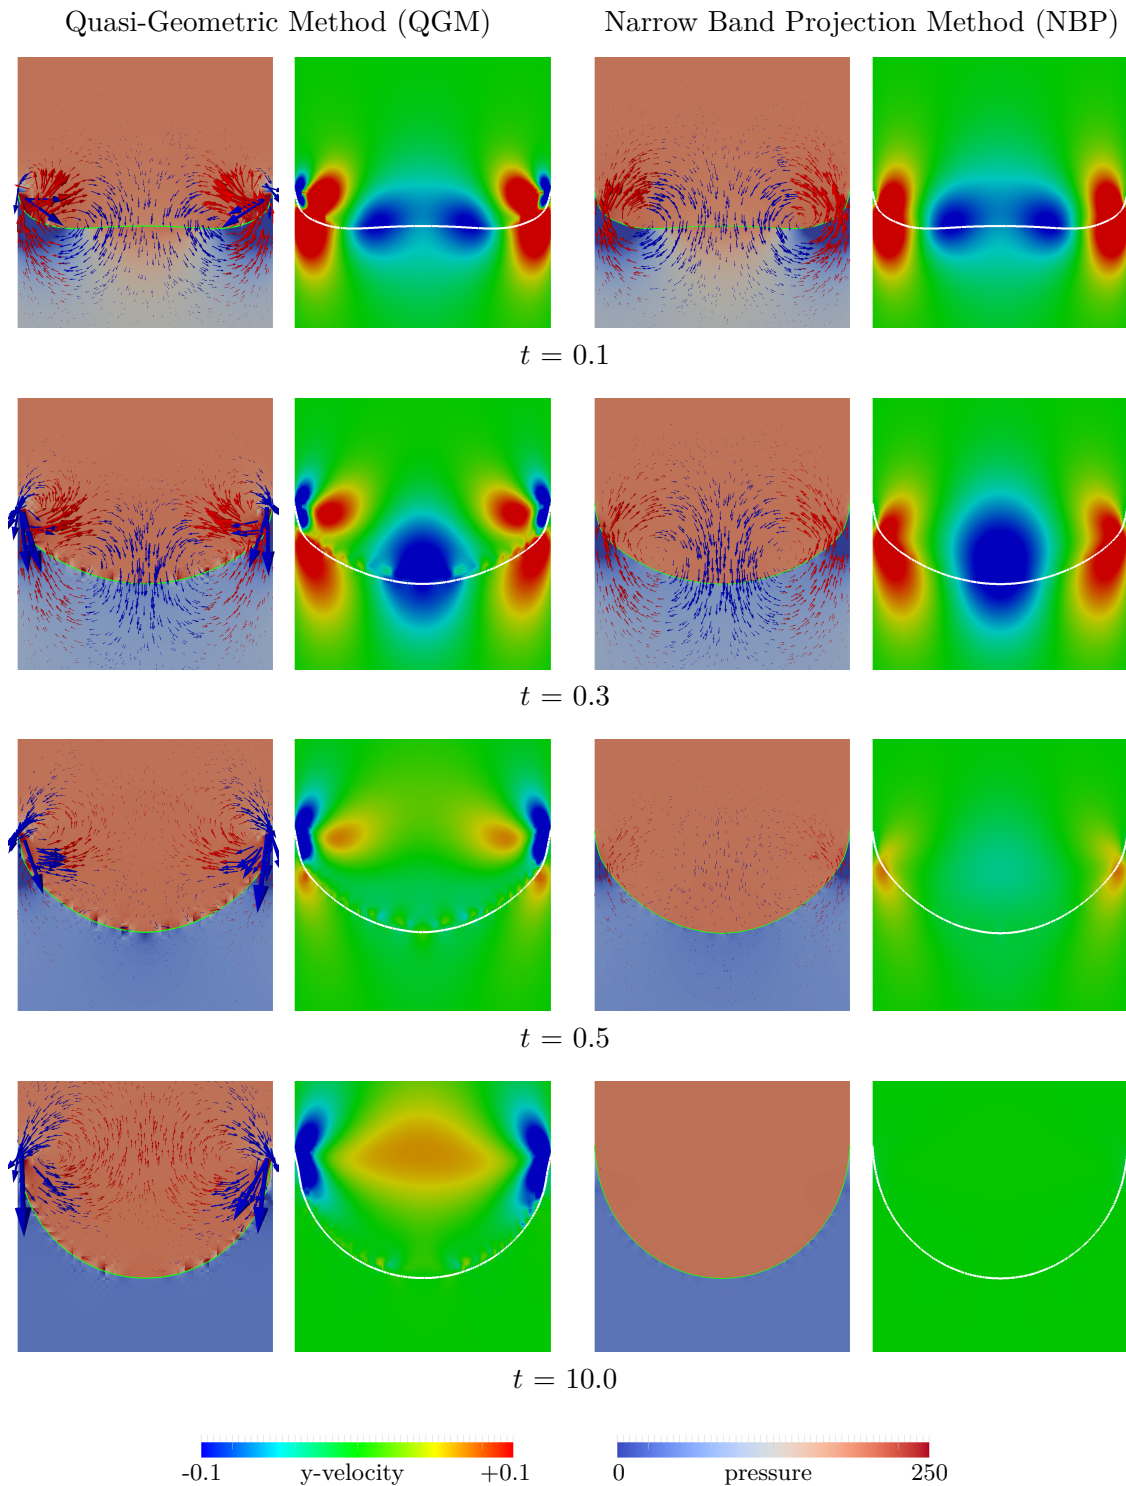 Quasi-Geometric Method (QGM)
Narrow Band Projection Method (NBP)
t = 0.1
t = 0.3
t = 0.5
t = 10.0
-0.1 y-velocity +0.1
0 pressure 250